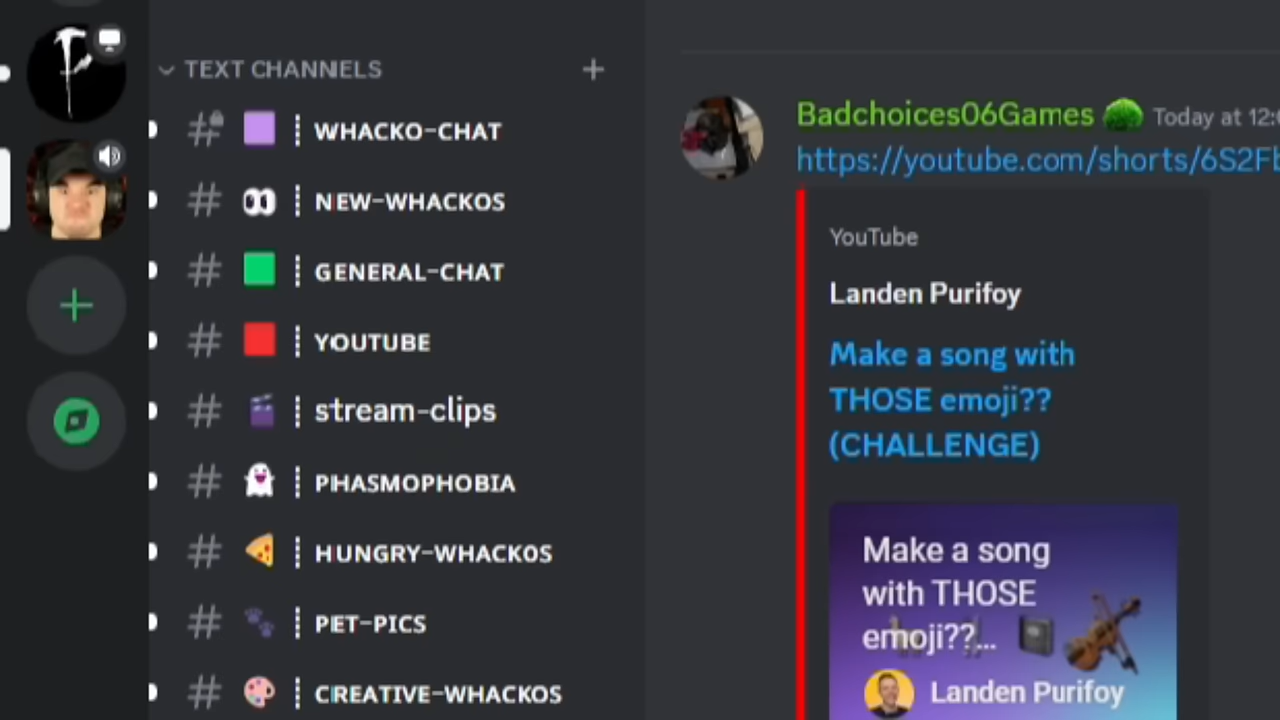 TEXT CHANNELS
WHACKO-CHAT
NEW-WHACKOS
GENERAL-CHAT
YOUTUBE
stream-clips
PHASMOPHOBIA
HUNGRY-WHACKOS
PET-PICS
CREATIVE-WHACKOS
Badchoices06Games Today at 12:
https://youtube.com/shorts/6S2F
YouTube
Landen Purifoy
Make a song with
THOSE emoji??
(CHALLENGE)
Make a song
with THOSE
emoji??...
Landen Purifoy